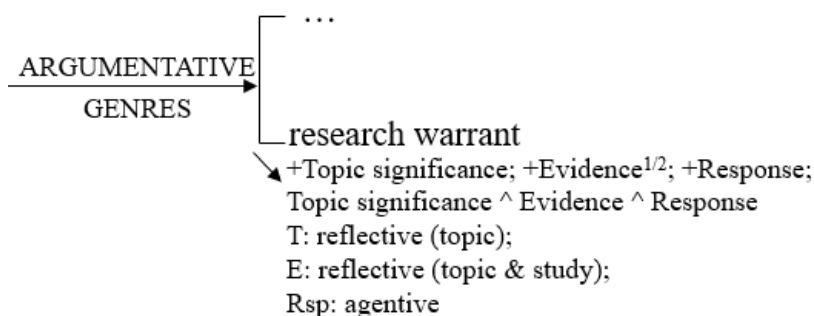 ...
ARGUMENTATIVE
GENRES
research warrant
+Topic significance; +Evidence1/2; +Response;
Topic significance ^ Evidence ^ Response
T: reflective (topic);
E: reflective (topic & study);
Rsp: agentive